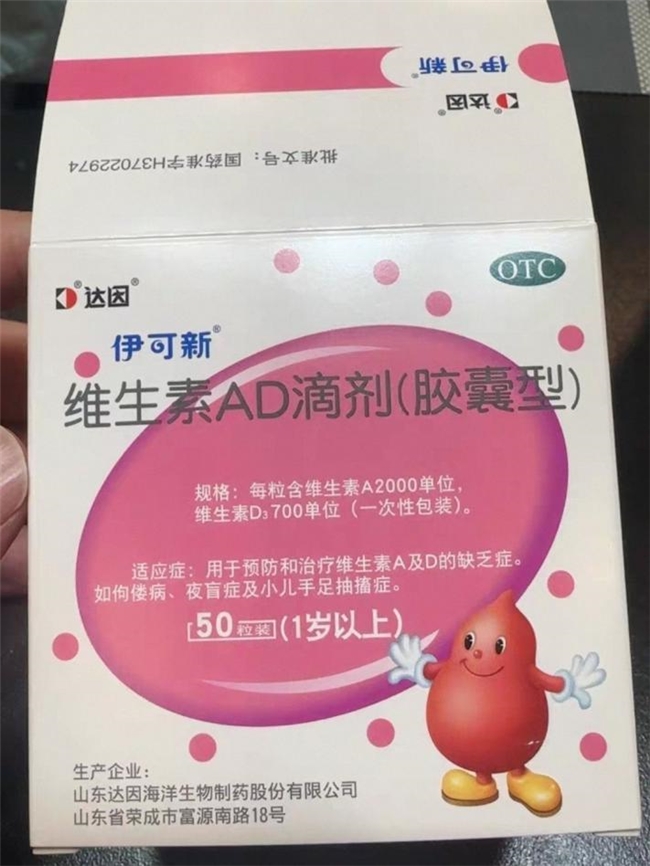 伊可新®
达因®
批准文号：国药准字H37022974
OTC
达因®
伊可新®
维生素AD滴剂(胶囊型)
规格：每粒含维生素A2000单位，
维生素D₃700单位（一次性包装）。
适应症：用于预防和治疗维生素A及D的缺乏症。
如佝偻病、夜盲症及小儿手足抽搐症。
50粒装(1岁以上)
生产企业：
山东达因海洋生物制药股份有限公司
山东省荣成市富源南路18号